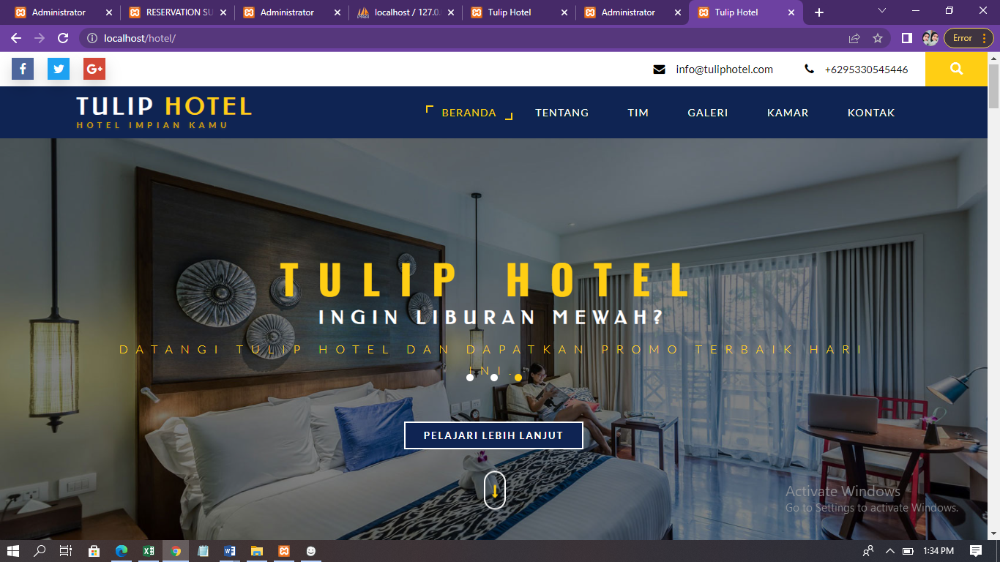 Administrator
RESERVATION SU
Administrator
localhost / 127.0.
Tulip Hotel
Administrator
Tulip Hotel
localhost/hotel/
Error
info@tuliphotel.com
+6295330545446
TULIP HOTEL
HOTEL IMPIAN KAMU
BERANDA
TENTANG
TIM
GALERI
KAMAR
KONTAK
TULIP HOTEL
INGIN LIBURAN MEWAH?
DATANGI TULIP HOTEL DAN DAPATKAN PROMO TERBAIK HARI
INI.
PELAJARI LEBIH LANJUT
Activate Windows
Go to Settings to activate Windows.
1:34 PM